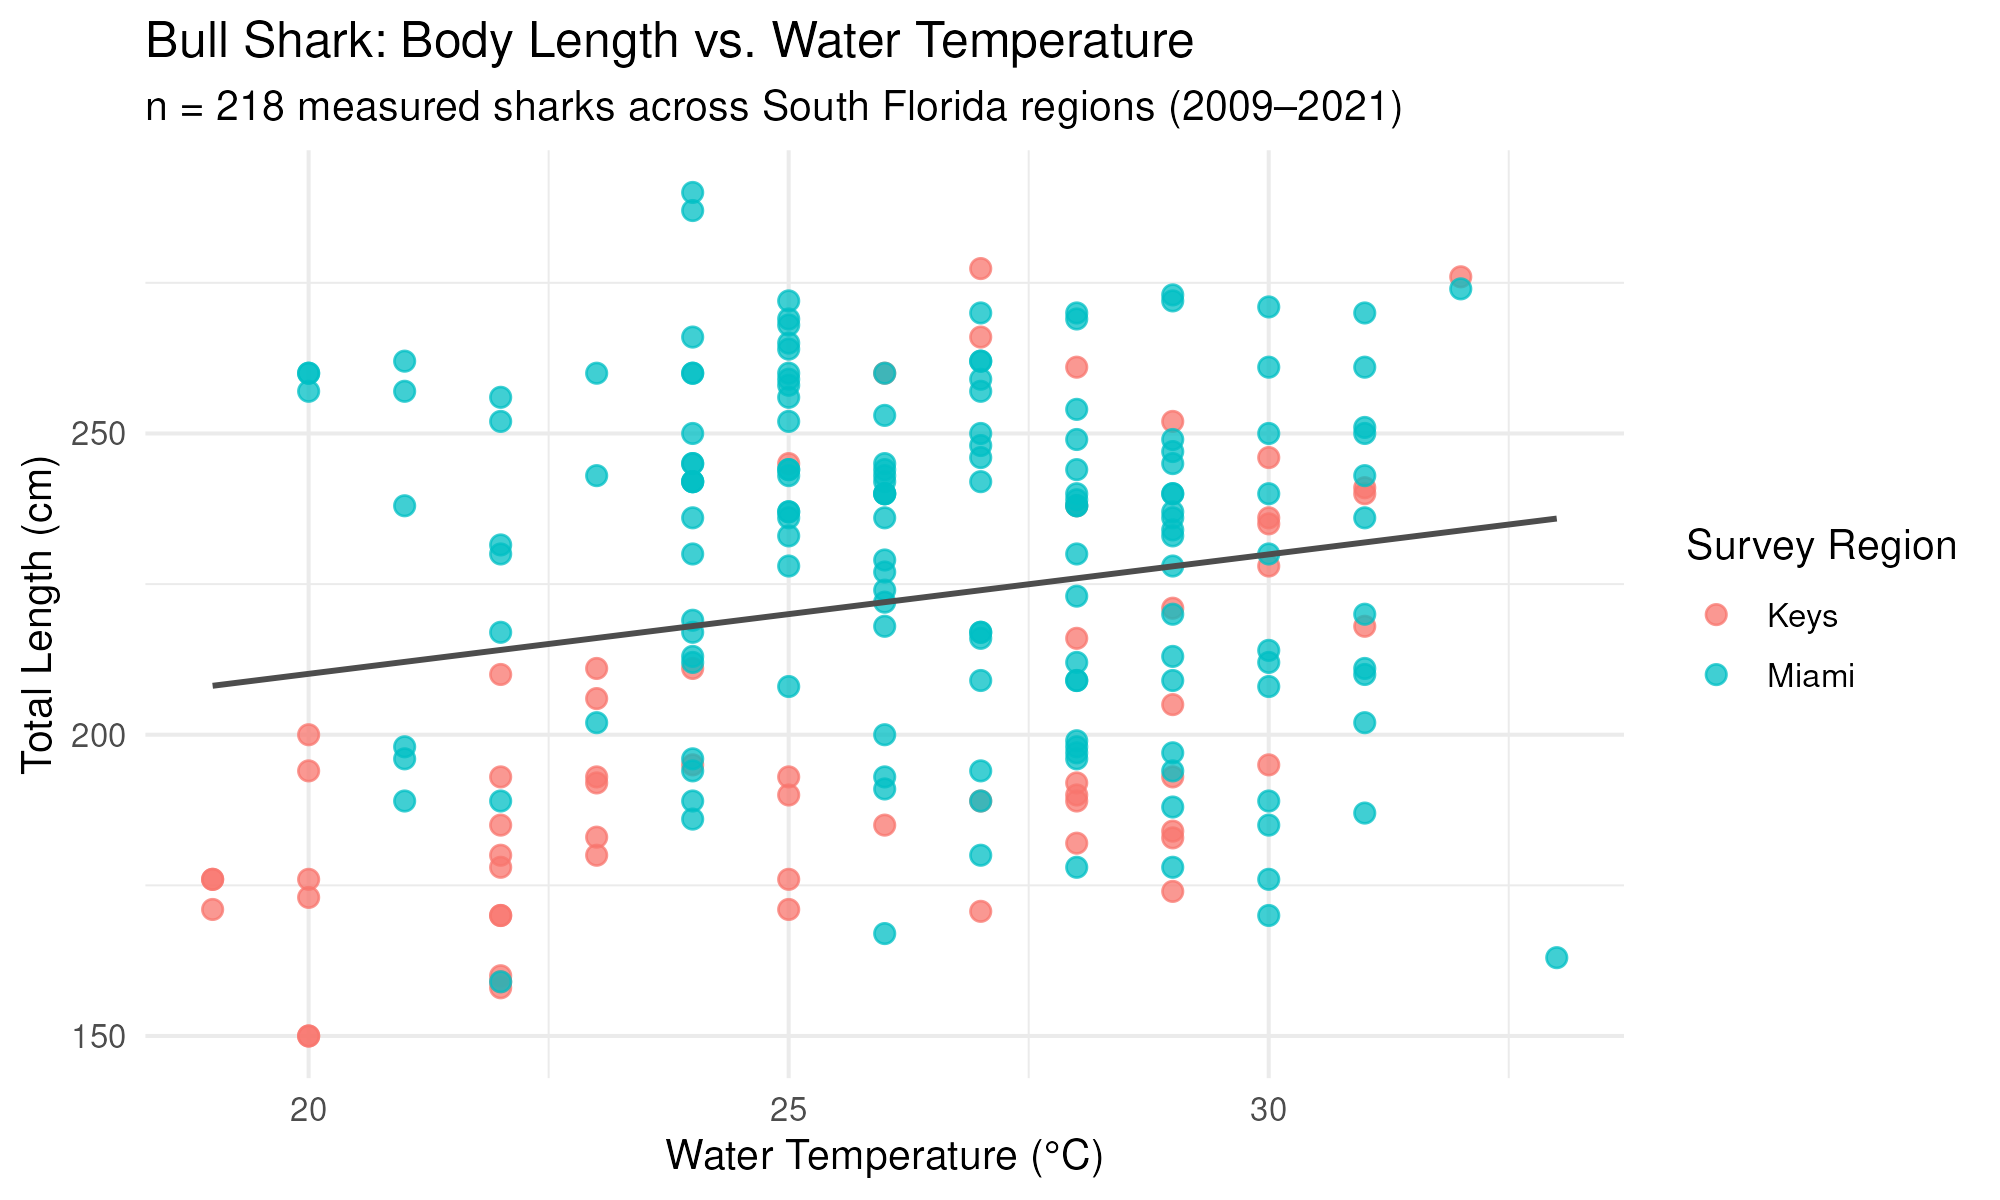 Bull Shark: Body Length vs. Water Temperature
n = 218 measured sharks across South Florida regions (2009–2021)
Total Length (cm)
250
200
150
20
25
30
Water Temperature (°C)
Survey Region
Keys
Miami